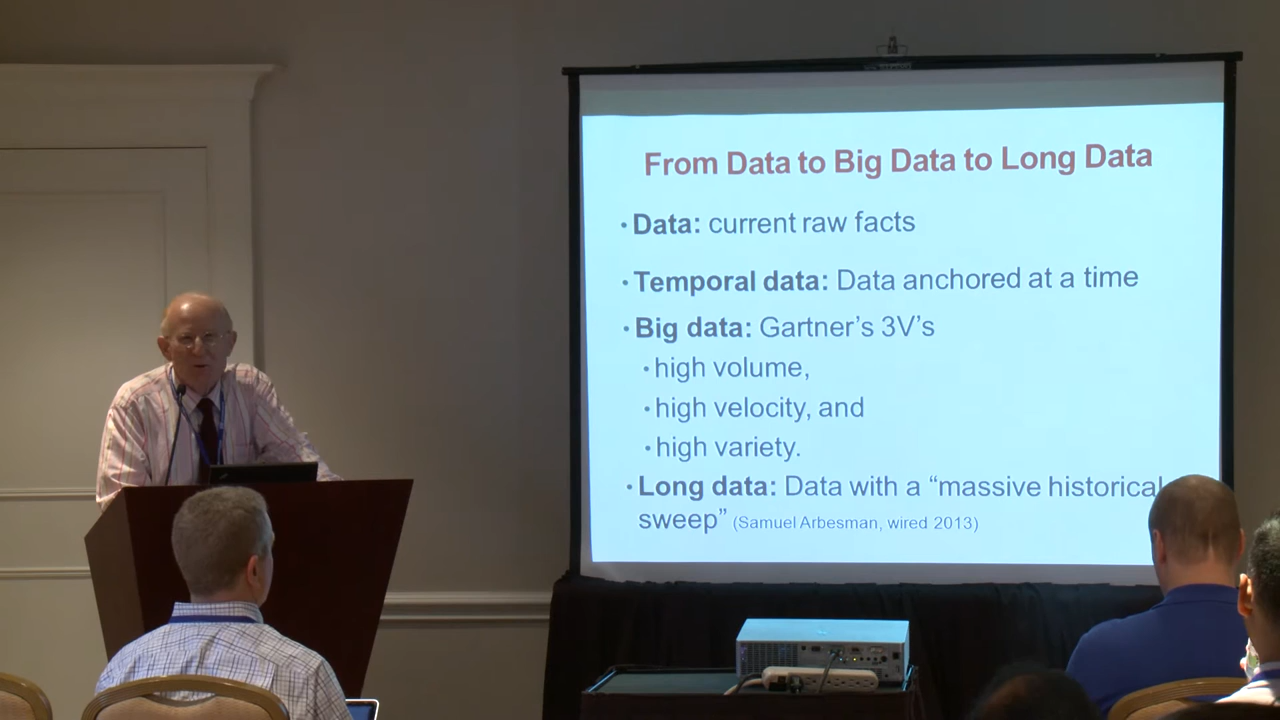 From Data to Big Data to Long Data
•Data: current raw facts
•Temporal data: Data anchored at a time
•Big data: Gartner’s 3V’s
•high volume,
•high velocity, and
•high variety.
•Long data: Data with a “massive historical
sweep” (Samuel Arbesman, wired 2013)